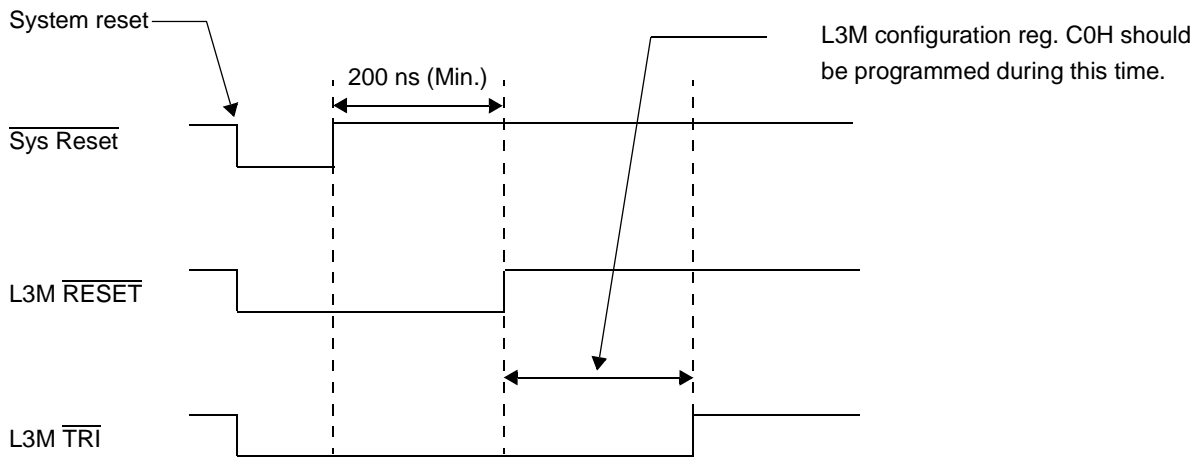 System reset
L3M configuration reg. C0H should
be programmed during this time.
200 ns (Min.)
Sys Reset
L3M RESET
L3M TRI